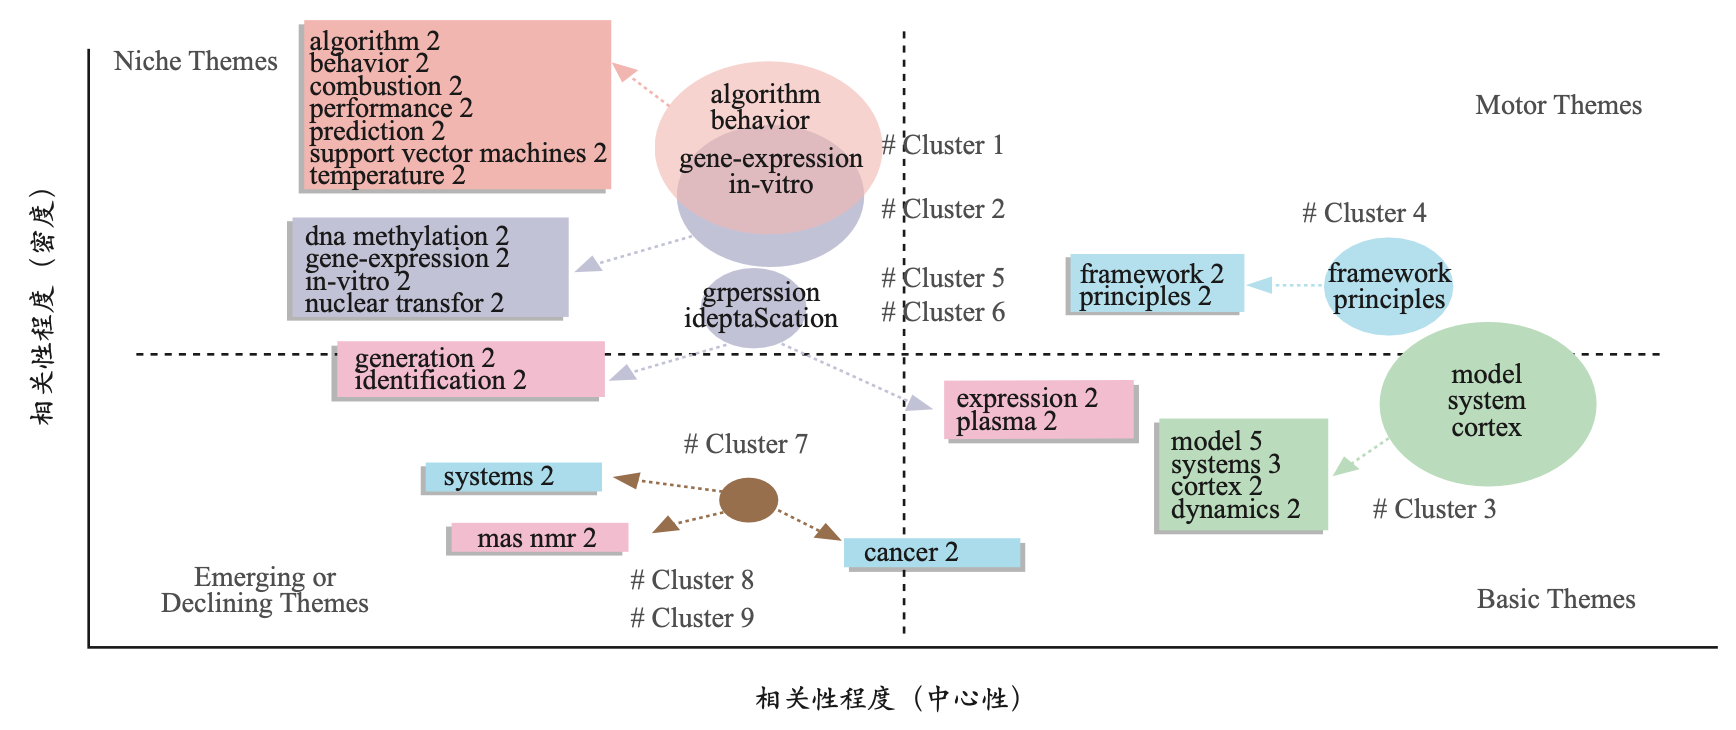 Niche Themes
algorithm 2
behavior 2
combustion 2
performance 2
prediction 2
support vector machines 2
temperature 2
algorithm
behavior
gene-expression
in-vitro
# Cluster 1
# Cluster 2
Motor Themes
dna methylation 2
gene-expression 2
in-vitro 2
nuclear transfor 2
grperssion
ideptaScation
# Cluster 5
# Cluster 6
# Cluster 4
framework 2
principles 2
framework
principles
generation 2
identification 2
expression 2
plasma 2
model
system
cortex
model 5
systems 3
cortex 2
dynamics 2
# Cluster 3
# Cluster 7
systems 2
mas nmr 2
cancer 2
# Cluster 8
# Cluster 9
Emerging or
Declining Themes
Basic Themes
相关性程度（密度）
相关性程度（中心性）